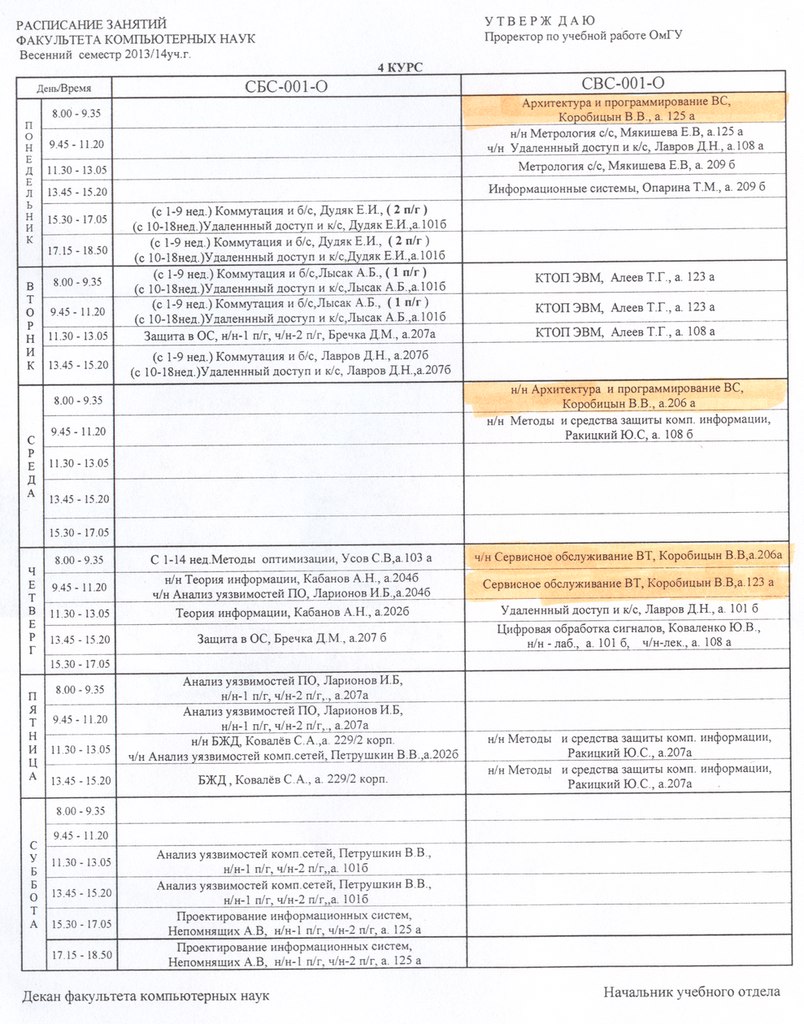 РАСПИСАНИЕ ЗАНЯТИЙ
ФАКУЛЬТЕТА КОМПЬЮТЕРНЫХ НАУК
Весенний семестр 2013/14уч.г.
У Т В Е Р Ж Д А Ю
Проректор по учебной работе ОмГУ
4 КУРС
День/Время СБС-001-О СВС-001-О
ПОНЕДЕЛЬНИК
8.00 - 9.35
Архитектура и программирование ВС,
Коробицын В.В., а. 125 а
9.45 - 11.20
н/н Метрология с/с, Мякишева Е.В, а.125 а
ч/н Удаленнный доступ и к/с, Лавров Д.Н., а.108 а
11.30 - 13.05
Метрология с/с, Мякишева Е.В, а. 209 б
13.45 - 15.20
Информационные системы, Опарина Т.М., а. 209 б
15.30 - 17.05
(с 1-9 нед.) Коммутация и б/с, Дудяк Е.И., ( 2 п/г )
(с 10-18нед.)Удаленнный доступ и к/с, Дудяк Е.И.,а.101б
17.15 - 18.50
(с 1-9 нед.) Коммутация и б/с, Дудяк Е.И., ( 2 п/г )
(с 10-18нед.)Удаленнный доступ и к/с,Дудяк Е.И.,а.101б
ВТОРНИК
8.00 - 9.35
(с 1-9 нед.) Коммутация и б/с,Лысак А.Б., ( 1 п/г )
(с 10-18нед.)Удаленнный доступ и к/с, Лысак А.Б.,а.101б
КТОП ЭВМ, Алеев Т.Г., а. 123 а
9.45 - 11.20
(с 1-9 нед.) Коммутация и б/с,Лысак А.Б., ( 1 п/г )
(с 10-18нед.)Удаленнный доступ и к/с,Лысак А.Б.,а.101б
КТОП ЭВМ, Алеев Т.Г., а. 123 а
11.30 - 13.05
Защита в ОС, н/н-1 п/г, ч/н-2 п/г, Бречка Д.М., а.207а
КТОП ЭВМ, Алеев Т.Г., а. 108 а
13.45 - 15.20
(с 1-9 нед.) Коммутация и б/с, Лавров Д.Н., а.207б
(с 10-18нед.)Удаленнный доступ и к/с, Лавров Д.Н.,а.207б
СРЕДА
8.00 - 9.35
н/н Архитектура и программирование ВС,
Коробицын В.В., а.206 а
9.45 - 11.20
н/н Методы и средства защиты комп. информации,
Ракицкий Ю.С, а. 108 б
11.30 - 13.05
13.45 - 15.20
15.30 - 17.05
ЧЕТВЕРГ
8.00 - 9.35
С 1-14 нед.Методы оптимизации, Усов С.В,а.103 а
ч/н Сервисное обслуживание ВТ, Коробицын В.В,а.206а
9.45 - 11.20
н/н Теория информации, Кабанов А.Н., а.204б
ч/н Анализ уязвимостей ПО, Ларионов И.Б.,а.204б
Сервисное обслуживание ВТ, Коробицын В.В,а.123 а
11.30 - 13.05
Теория информации, Кабанов А.Н., а.202б
Удаленнный доступ и к/с, Лавров Д.Н., а. 101 б
13.45 - 15.20
Защита в ОС, Бречка Д.М., а.207 б
Цифровая обработка сигналов, Коваленко Ю.В.,
н/н - лаб., а. 101 б, ч/н-лек., а. 108 а
15.30 - 17.05
ПЯТНИЦА
8.00 - 9.35
Анализ уязвимостей ПО, Ларионов И.Б,
н/н-1 п/г, ч/н-2 п/г,., а.207а
9.45 - 11.20
Анализ уязвимостей ПО, Ларионов И.Б,
н/н-1 п/г, ч/н-2 п/г,., а.207а
11.30 - 13.05
н/н БЖД, Ковалёв С.А.,а. 229/2 корп.
ч/н Анализ уязвимостей комп.сетей, Петрушкин В.В.,а.202б
н/н Методы и средства защиты комп. информации,
Ракицкий Ю.С., а.207а
13.45 - 15.20
БЖД , Ковалёв С.А., а. 229/2 корп.
н/н Методы и средства защиты комп. информации,
Ракицкий Ю.С., а.207а
СУББОТА
8.00 - 9.35
9.45 - 11.20
11.30 - 13.05
Анализ уязвимостей комп.сетей, Петрушкин В.В.,
н/н-1 п/г, ч/н-2 п/г,,а. 101б
13.45 - 15.20
Анализ уязвимостей комп.сетей, Петрушкин В.В.,
н/н-1 п/г, ч/н-2 п/г,,а. 101б
15.30 - 17.05
Проектирование информационных систем,
Непомнящих А.В, н/н-1 п/г, ч/н-2 п/г, а. 125 а
17.15 - 18.50
Проектирование информационных систем,
Непомнящих А.В, н/н-1 п/г, ч/н-2 п/г, а. 125 а
Декан факультета компьютерных наук
Начальник учебного отдела